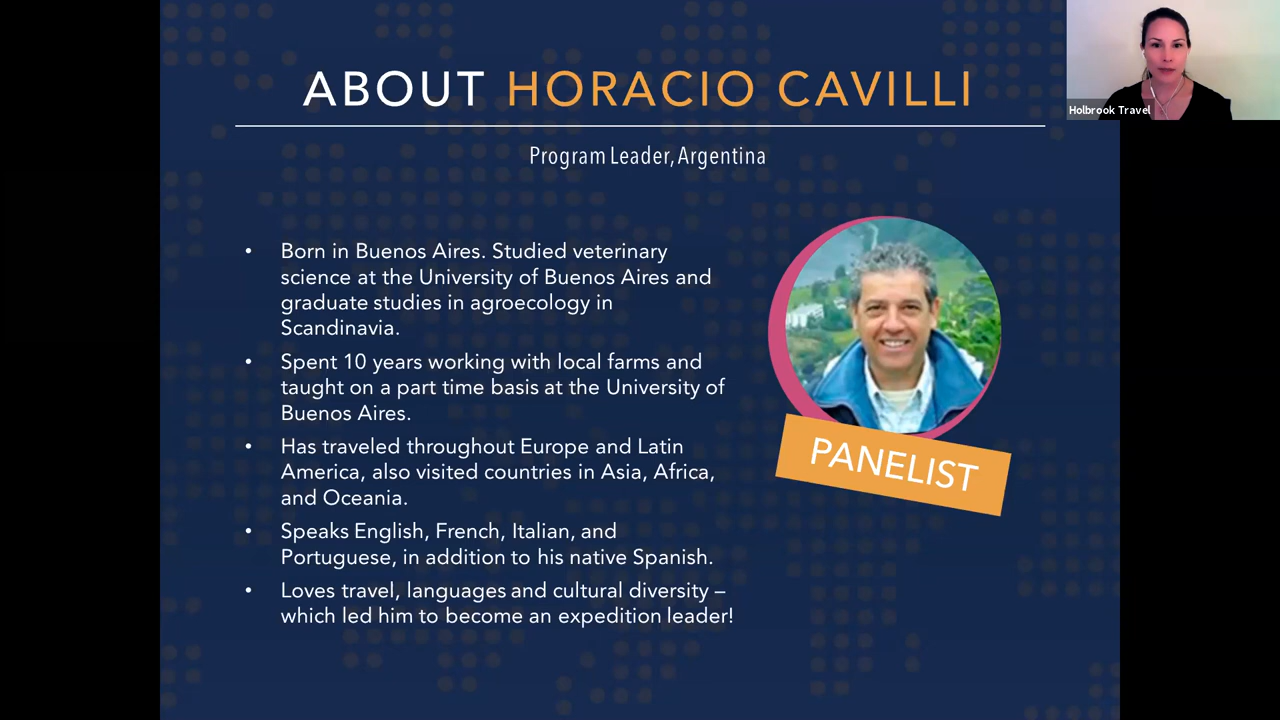 ABOUT HORACIO CAVILLI
Holbrook Travel
Program Leader, Argentina
• Born in Buenos Aires. Studied veterinary
science at the University of Buenos Aires and
graduate studies in agroecology in
Scandinavia.
• Spent 10 years working with local farms and
taught on a part time basis at the University of
Buenos Aires.
• Has traveled throughout Europe and Latin
America, also visited countries in Asia, Africa,
and Oceania.
• Speaks English, French, Italian, and
Portuguese, in addition to his native Spanish.
• Loves travel, languages and cultural diversity –
which led him to become an expedition leader!
PANELIST